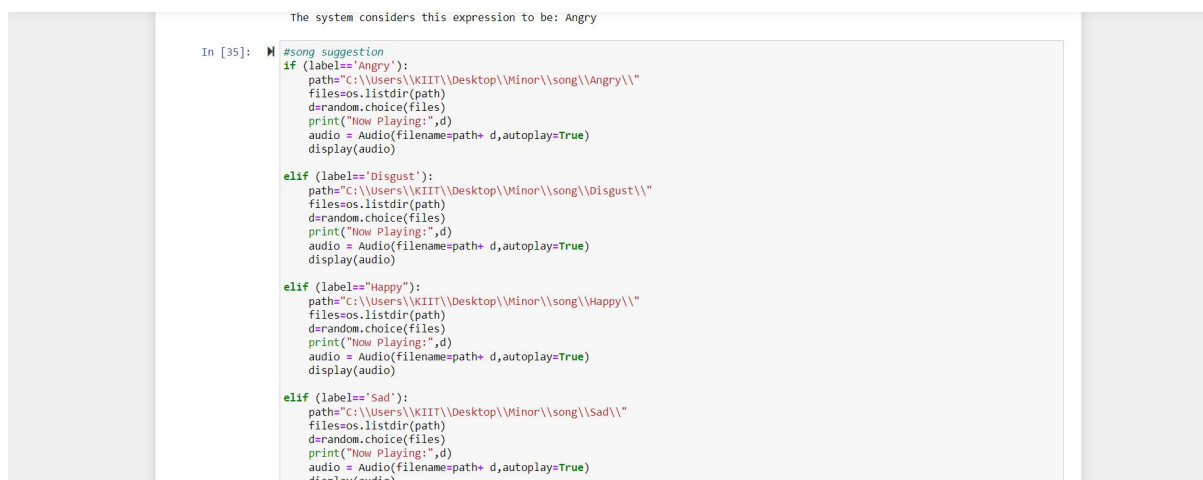 The system considers this expression to be: Angry
In [35]:
#song suggestion
if (label=='Angry'):
    path="C:\\Users\\KIIT\\Desktop\\Minor\\song\\Angry\\"
    files=os.listdir(path)
    d=random.choice(files)
    print("Now Playing:",d)
    audio = Audio(filename=path+ d,autoplay=True)
    display(audio)
elif (label=='Disgust'):
    path="C:\\Users\\KIIT\\Desktop\\Minor\\song\\Disgust\\"
    files=os.listdir(path)
    d=random.choice(files)
    print("Now Playing:",d)
    audio = Audio(filename=path+ d,autoplay=True)
    display(audio)
elif (label=="Happy"):
    path="C:\\Users\\KIIT\\Desktop\\Minor\\song\\Happy\\"
    files=os.listdir(path)
    d=random.choice(files)
    print("Now Playing:",d)
    audio = Audio(filename=path+ d,autoplay=True)
    display(audio)
elif (label=='Sad'):
    path="C:\\Users\\KIIT\\Desktop\\Minor\\song\\Sad\\"
    files=os.listdir(path)
    d=random.choice(files)
    print("Now Playing:",d)
    audio = Audio(filename=path+ d,autoplay=True)
    display(audio)